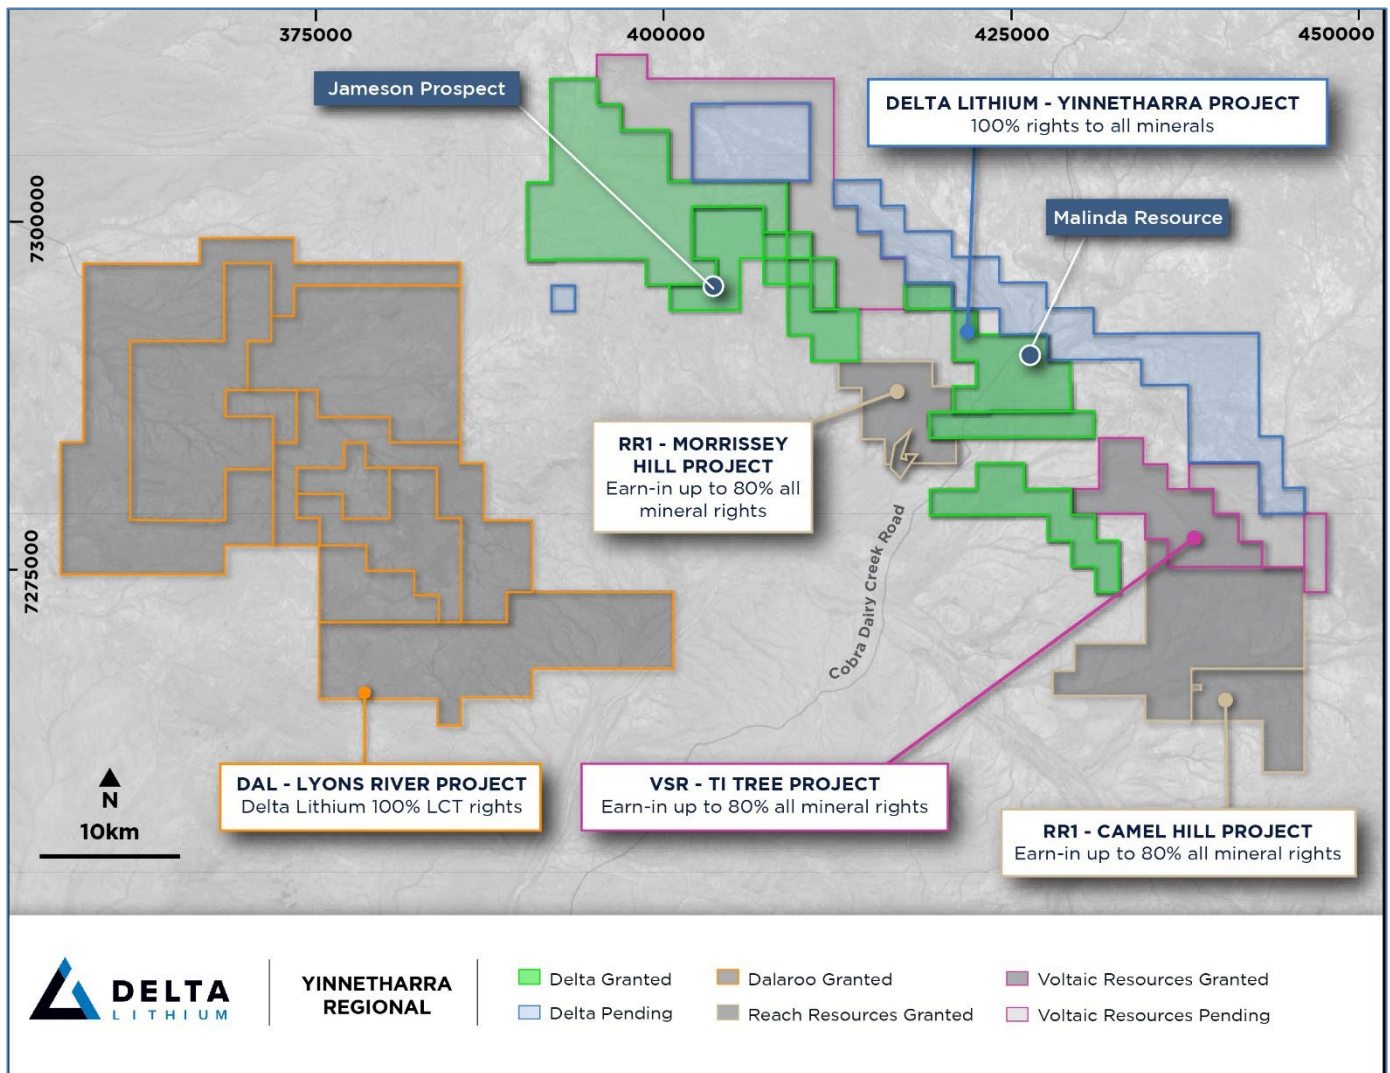 375000
400000
425000
450000
Jameson Prospect
DELTA LITHIUM - YINNETHARRA PROJECT
100% rights to all minerals
7300000
Malinda Resource
RR1 - MORRISSEY
HILL PROJECT
Earn-in up to 80% all
mineral rights
7275000
Cobra Dairy Creek Road
N
10km
DAL - LYONS RIVER PROJECT
Delta Lithium 100% LCT rights
VSR - TI TREE PROJECT
Earn-in up to 80% all mineral rights
RR1 - CAMEL HILL PROJECT
Earn-in up to 80% all mineral rights
DELTA
LITHIUM
YINNETHARRA
REGIONAL
Delta Granted
Delta Pending
Dalaroo Granted
Reach Resources Granted
Voltaic Resources Granted
Voltaic Resources Pending